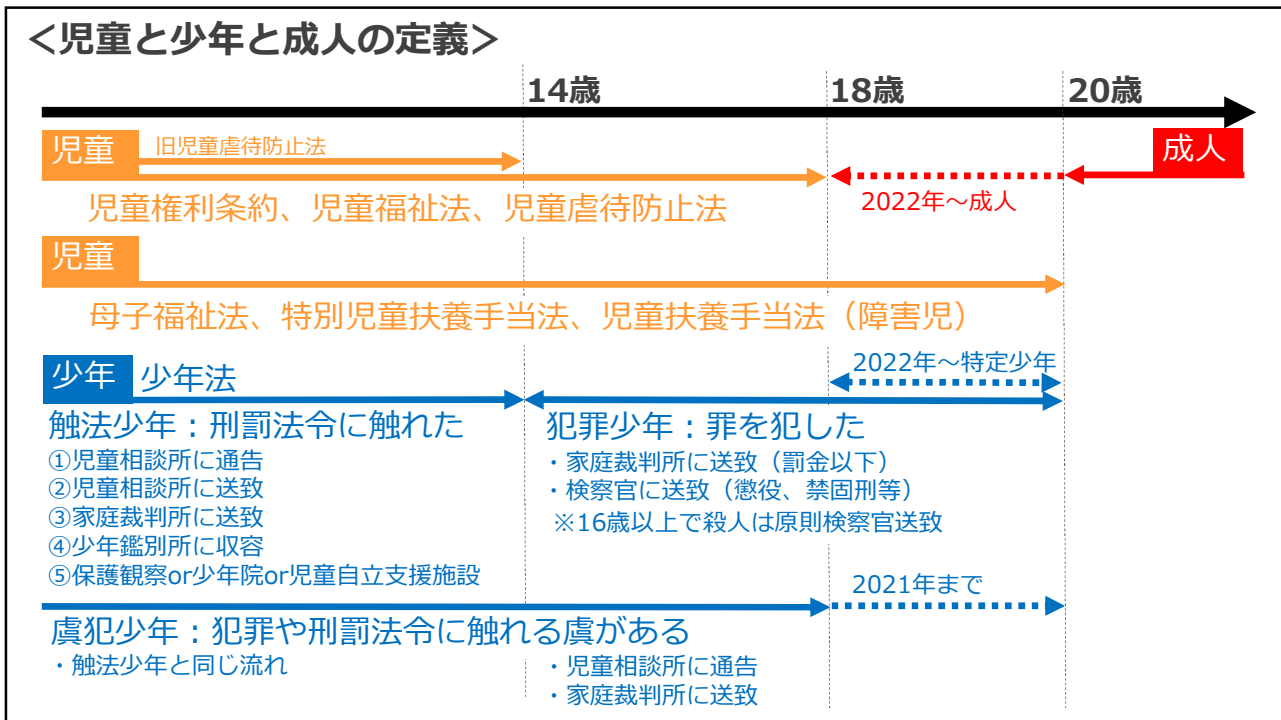 ＜児童と少年と成人の定義＞
14歳
18歳
20歳
児童
旧児童虐待防止法
成人
児童権利条約、児童福祉法、児童虐待防止法
2022年～成人
児童
母子福祉法、特別児童扶養手当法、児童扶養手当法（障害児）
少年
少年法
2022年～特定少年
触法少年：刑罰法令に触れた
①児童相談所に通告
②児童相談所に送致
③家庭裁判所に送致
④少年鑑別所に収容
⑤保護観察or少年院or児童自立支援施設
犯罪少年：罪を犯した
・家庭裁判所に送致（罰金以下）
・検察官に送致（懲役、禁固刑等）
※16歳以上で殺人は原則検察官送致
2021年まで
虞犯少年：犯罪や刑罰法令に触れる虞がある
・触法少年と同じ流れ
・児童相談所に通告
・家庭裁判所に送致